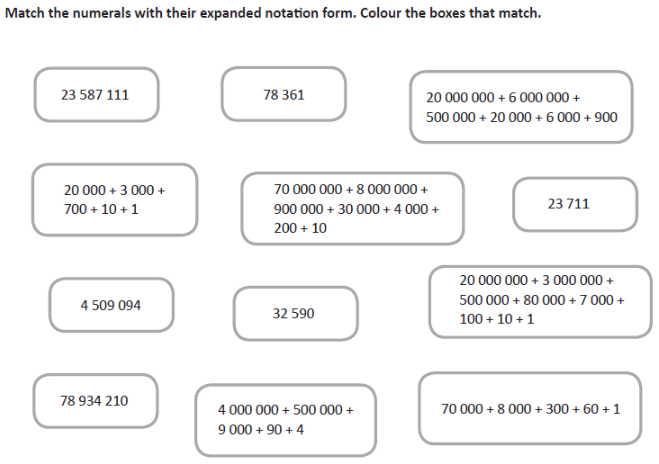 Match the numerals with their expanded notation form. Colour the boxes that match.
23 587 111
78 361
20 000 000 + 6 000 000 +
500 000 + 20 000 + 6 000 + 900
20 000 + 3 000 +
700 + 10 + 1
70 000 000 + 8 000 000 +
900 000 + 30 000 + 4 000 +
200 + 10
23 711
4 509 094
32 590
20 000 000 + 3 000 000 +
500 000 + 80 000 + 7 000 +
100 + 10 + 1
78 934 210
4 000 000 + 500 000 +
9 000 + 90 + 4
70 000 + 8 000 + 300 + 60 + 1